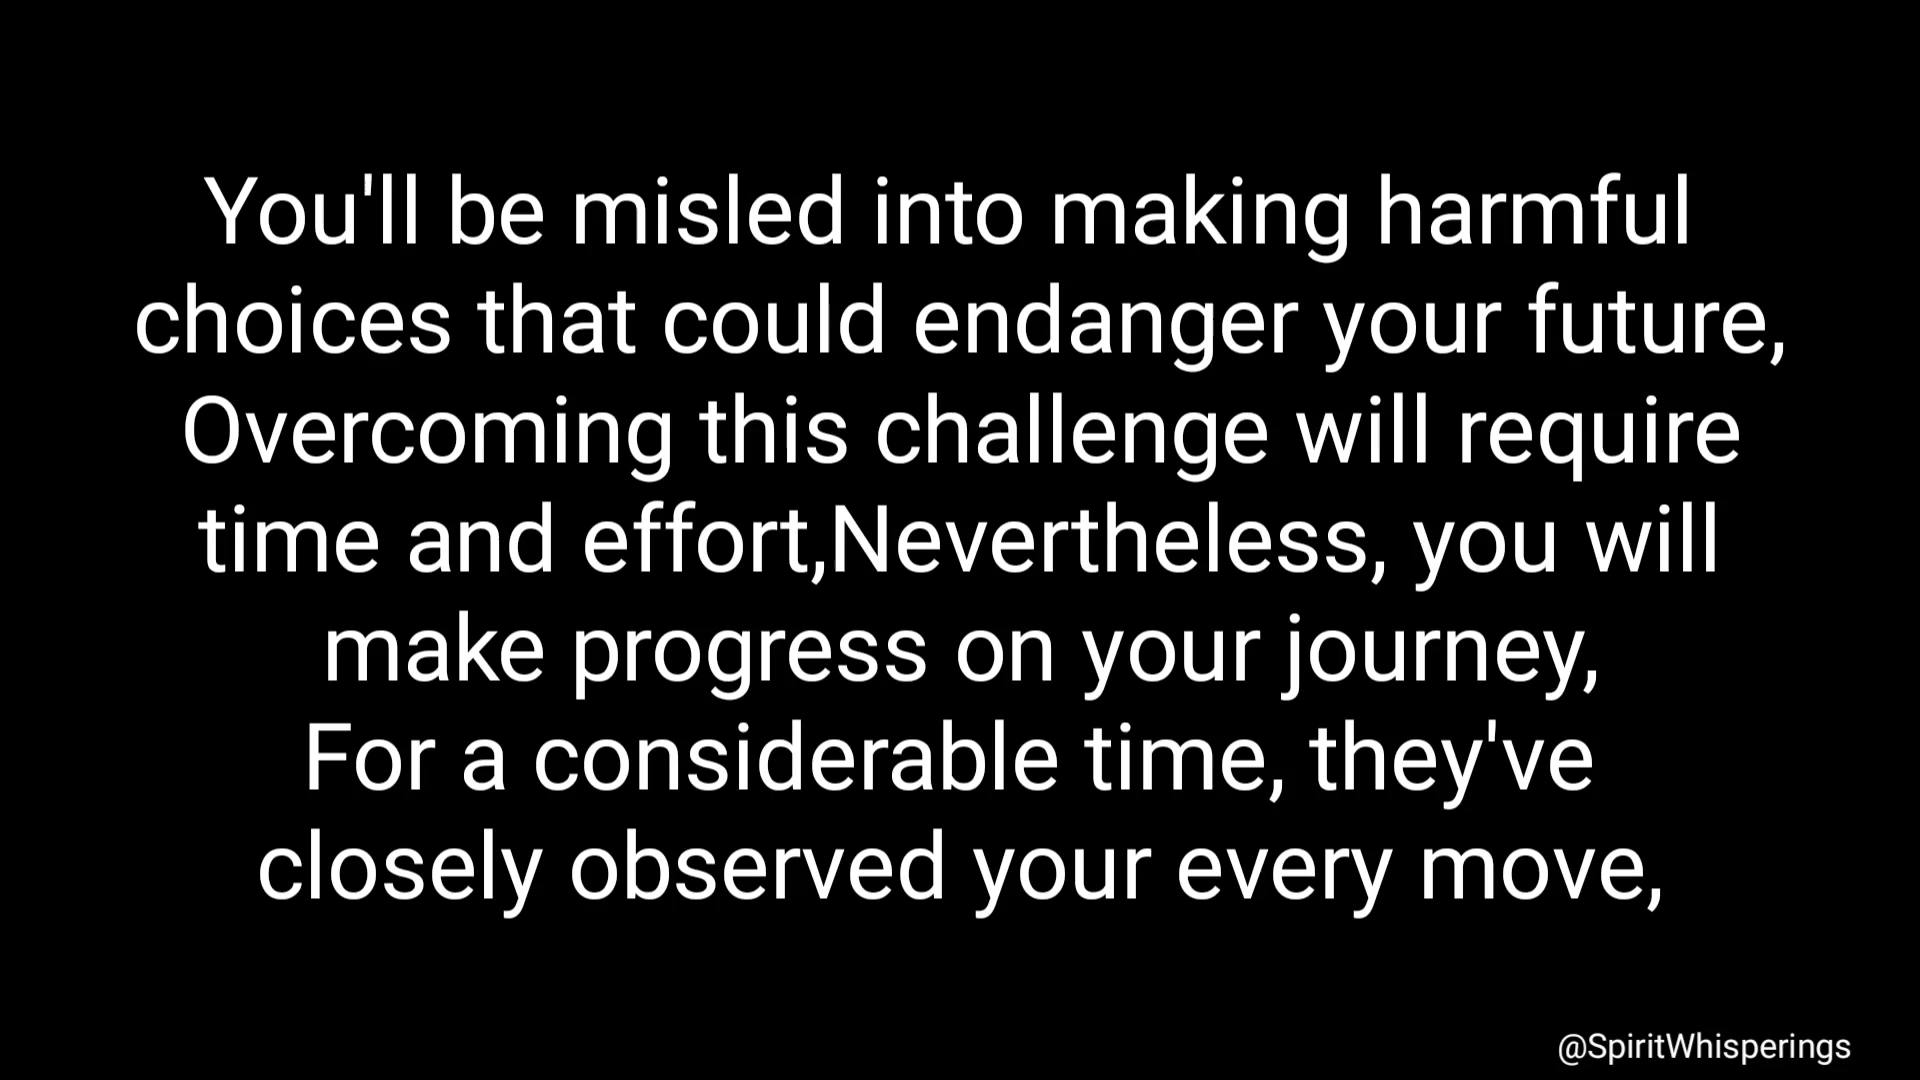 You'll be misled into making harmful
choices that could endanger your future,
Overcoming this challenge will require
time and effort,Nevertheless, you will
make progress on your journey,
For a considerable time, they've
closely observed your every move,
@SpiritWhisperings